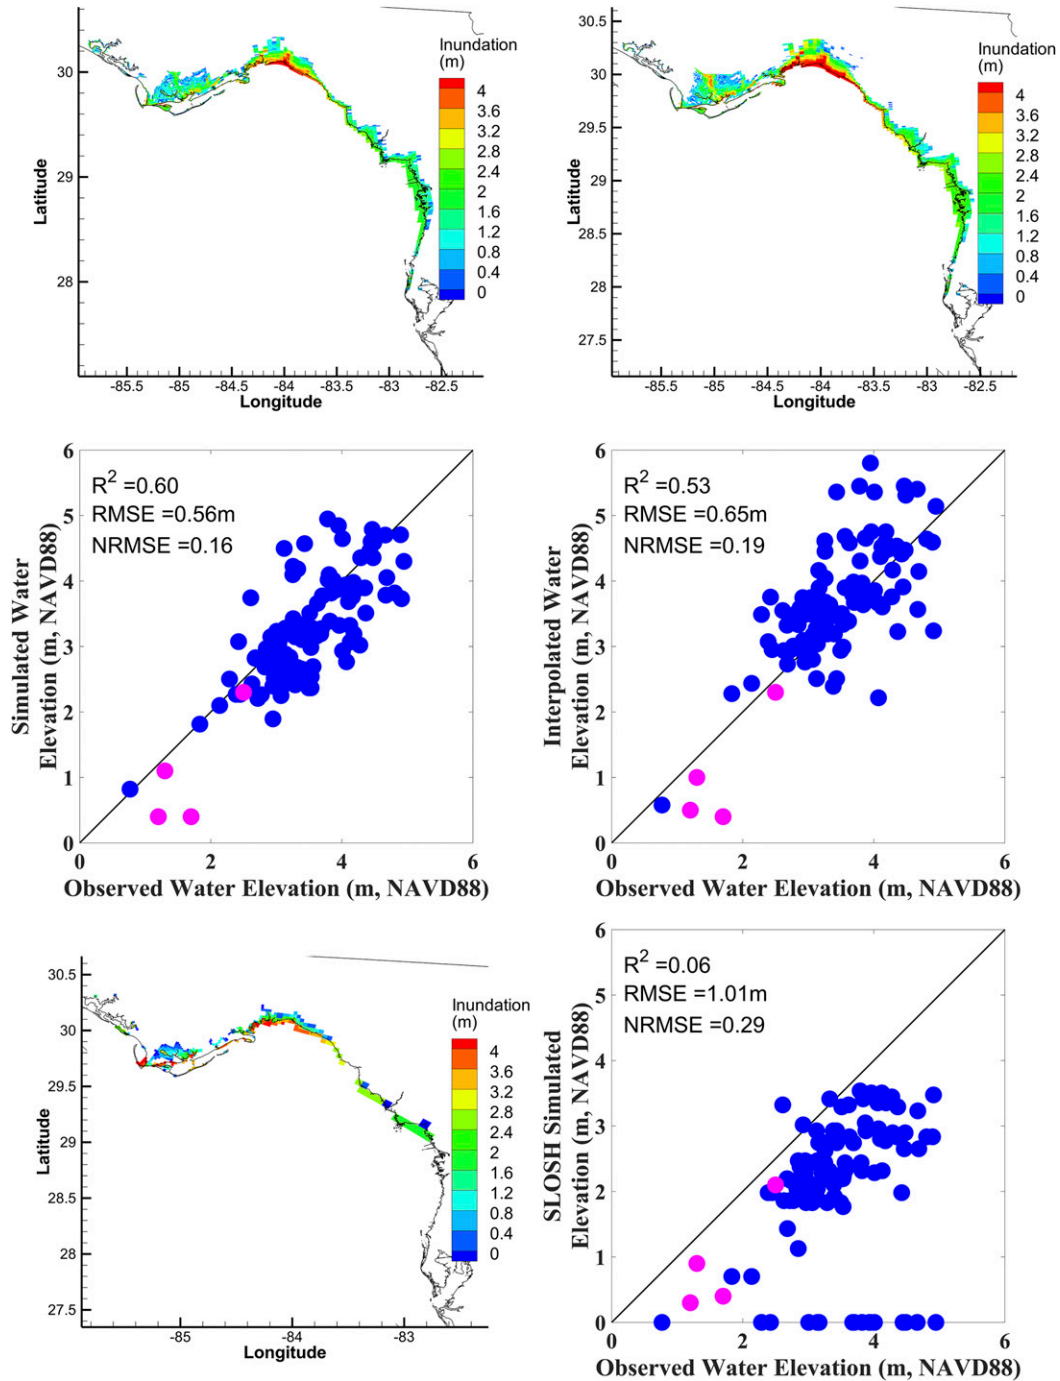 Inundation
(m)
4
3.6
3.2
2.8
2.4
2
1.6
1.2
0.8
0.4
0
30
29
28
Latitude
-85.5 -85 -84.5 -84 -83.5 -83 -82.5
Longitude
Inundation
(m)
4
3.6
3.2
2.8
2.4
2
1.6
1.2
0.8
0.4
0
30.5
30
29.5
29
28.5
28
27.5
Latitude
-85.5 -85 -84.5 -84 -83.5 -83 -82.5
Longitude
R² =0.60
RMSE =0.56m
NRMSE =0.16
6
5
4
3
2
1
0
Simulated Water
Elevation (m, NAVD88)
0 2 4 6
Observed Water Elevation (m, NAVD88)
R² =0.53
RMSE =0.65m
NRMSE =0.19
6
5
4
3
2
1
0
Interpolated Water
Elevation (m, NAVD88)
0 2 4 6
Observed Water Elevation (m, NAVD88)
Inundation
(m)
4
3.6
3.2
2.8
2.4
2
1.6
1.2
0.8
0.4
0
30.5
30
29.5
29
28.5
28
27.5
Latitude
-85 -84 -83
Longitude
R² =0.06
RMSE =1.01m
NRMSE =0.29
6
5
4
3
2
1
0
SLOSH Simulated
Elevation (m, NAVD88)
0 2 4 6
Observed Water Elevation (m, NAVD88)